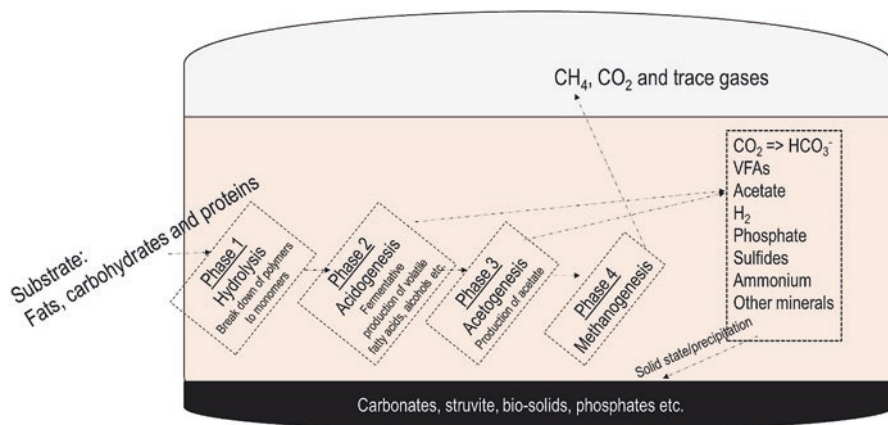 CH₄, CO₂ and trace gases
Substrate:
Fats, carbohydrates and proteins
Phase 1
Hydrolysis
Break down of polymers
to monomers
Phase 2
Acidogenesis
Fermentative
production of volatile
fatty acids, alcohols etc.
Phase 3
Acetogenesis
Production of acetate
Phase 4
Methanogenesis
CO₂ => HCO₃⁻
VFAs
Acetate
H₂
Phosphate
Sulfides
Ammonium
Other minerals
Solid state/precipitation
Carbonates, struvite, bio-solids, phosphates etc.